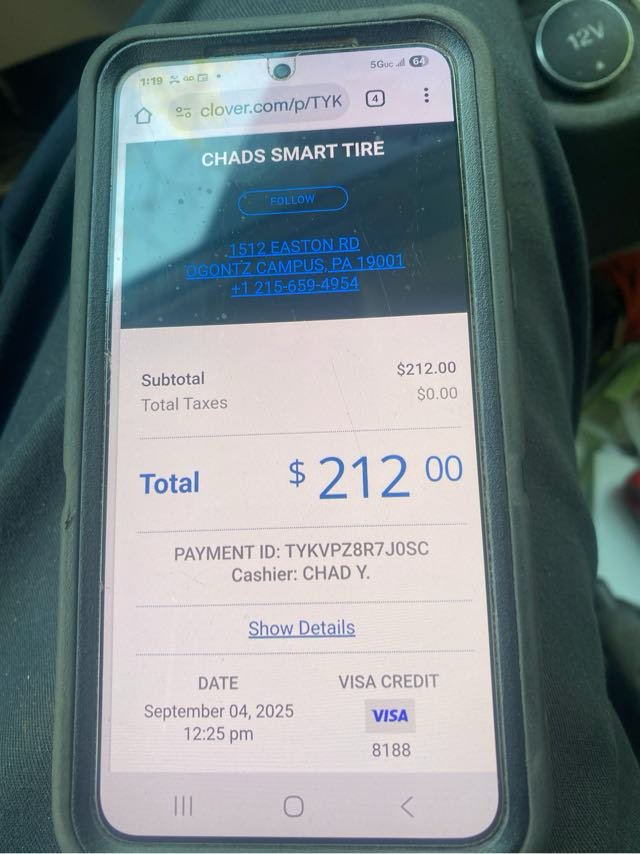 12V
1:19
5GUC 64
clover.com/p/TYK
4
CHADS SMART TIRE
FOLLOW
1512 EASTON RD
OGONTZ CAMPUS, PA 19001
+1 215-659-4954
Subtotal $212.00
Total Taxes $0.00
Total $ 212 00
PAYMENT ID: TYKVPZ8R7J0SC
Cashier: CHAD Y.
Show Details
DATE VISA CREDIT
September 04, 2025 VISA
12:25 pm 8188